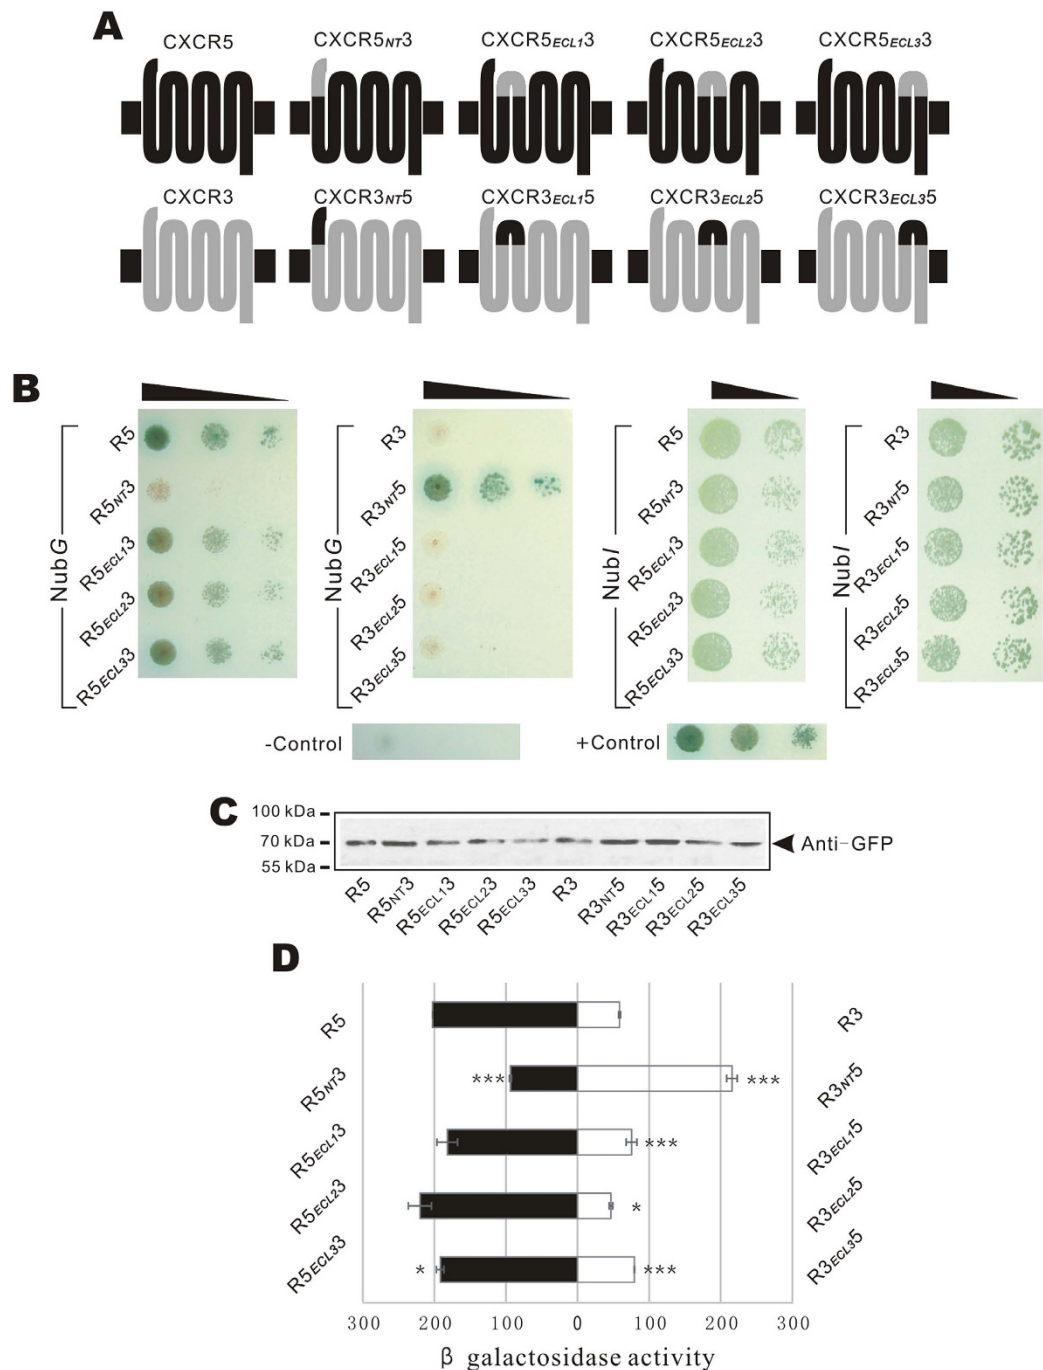 A
CXCR5 CXCR5NT3 CXCR5ECL13 CXCR5ECL23 CXCR5ECL33
CXCR3 CXCR3NT5 CXCR3ECL15 CXCR3ECL25 CXCR3ECL35
B
NubG
R5
R5NT3
R5ECL13
R5ECL23
R5ECL33
NubG
R3
R3NT5
R3ECL15
R3ECL25
R3ECL35
NubI
R5
R5NT3
R5ECL13
R5ECL23
R5ECL33
NubI
R3
R3NT5
R3ECL15
R3ECL25
R3ECL35
-Control
+Control
C
100 kDa
70 kDa
55 kDa
Anti-GFP
R5 R5NT3 R5ECL13 R5ECL23 R5ECL33 R3 R3NT5 R3ECL15 R3ECL25 R3ECL35
D
R5 R3
R5NT3 *** *** R3NT5
R5ECL13 *** R3ECL15
R5ECL23 * R3ECL25
R5ECL33 * *** R3ECL35
300 200 100 0 100 200 300
β galactosidase activity